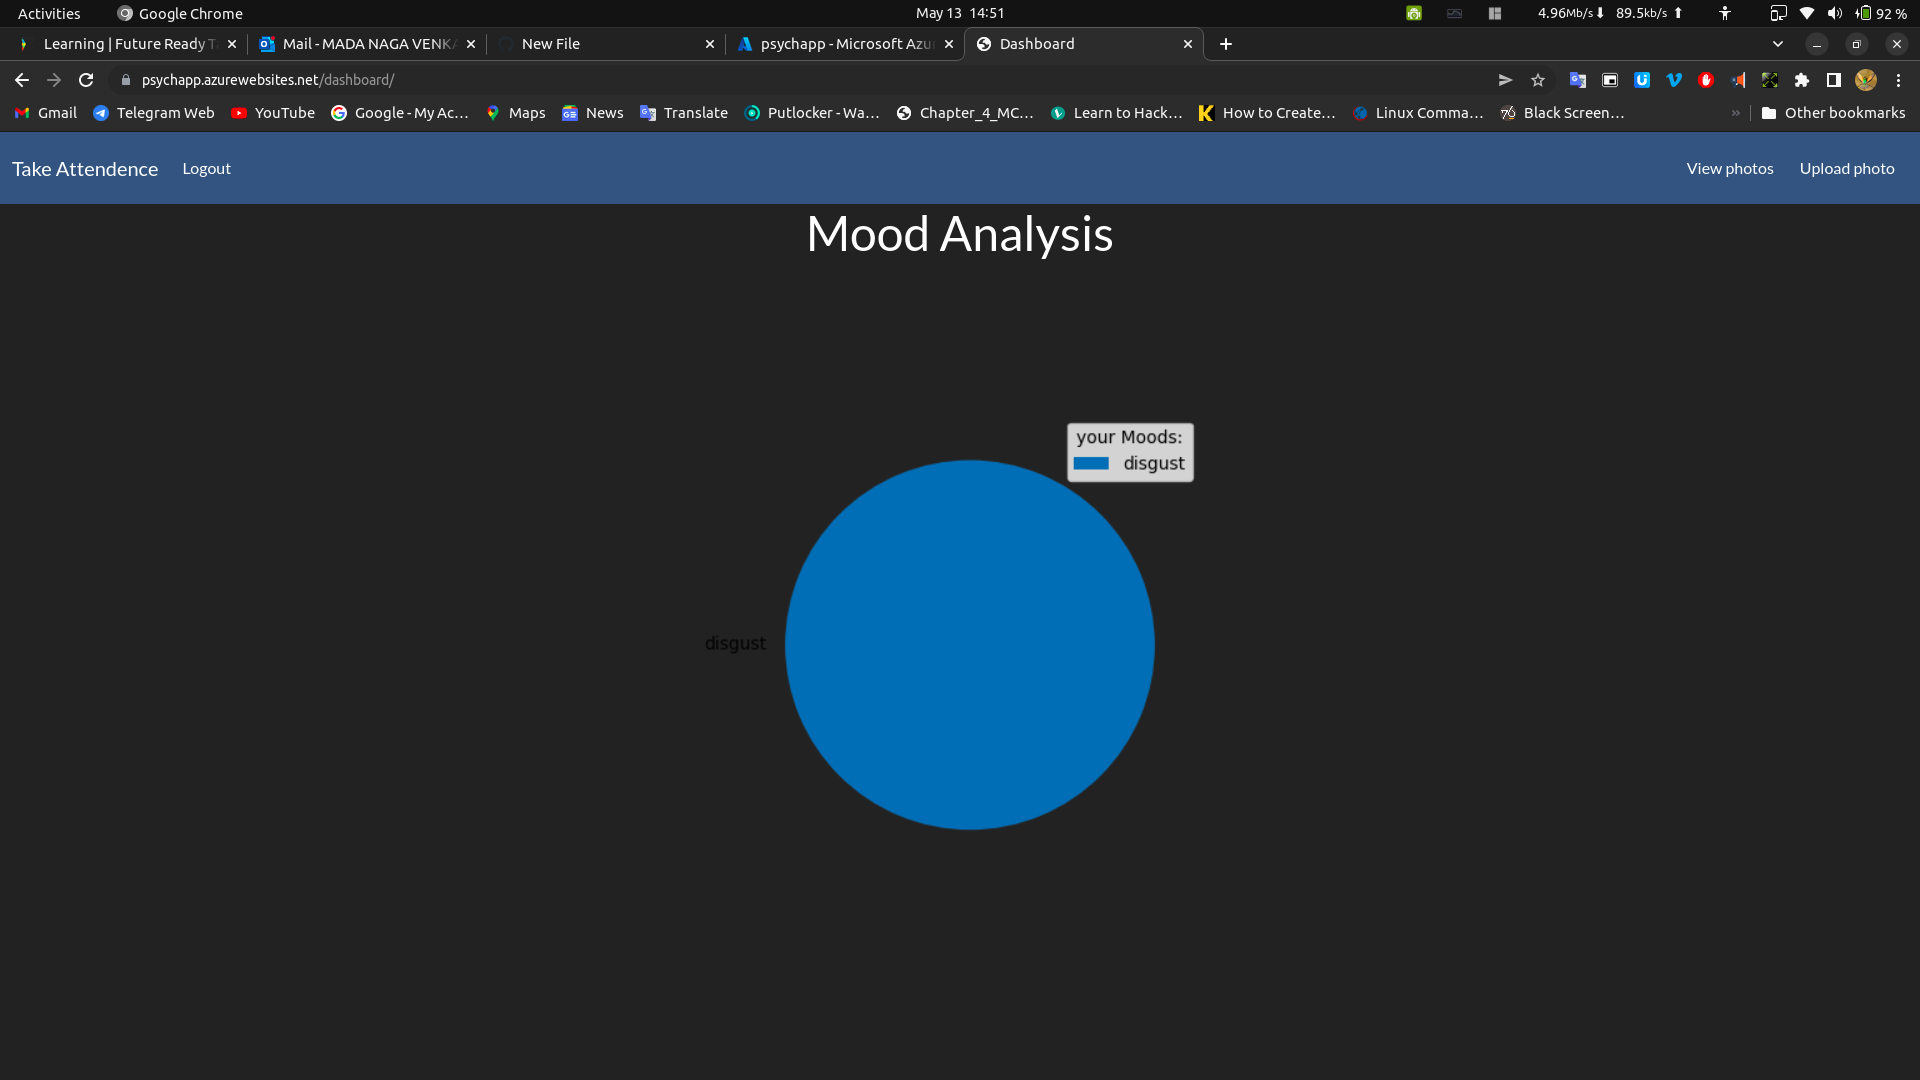 Activities Google Chrome May 13 14:51 4.96Mb/s⬇ 89.5kb/s ⬆ 92 %
Learning | Future Ready T Mail - MADA NAGA VENKA New File psychapp - Microsoft Azu Dashboard
psychapp.azurewebsites.net/dashboard/
Gmail Telegram Web YouTube Google - My Ac... Maps News Translate Putlocker - Wa... Chapter_4_MC... Learn to Hack... How to Create... Linux Comma... Black Screen... » Other bookmarks
Take Attendence Logout View photos Upload photo
Mood Analysis
your Moods:
disgust
disgust